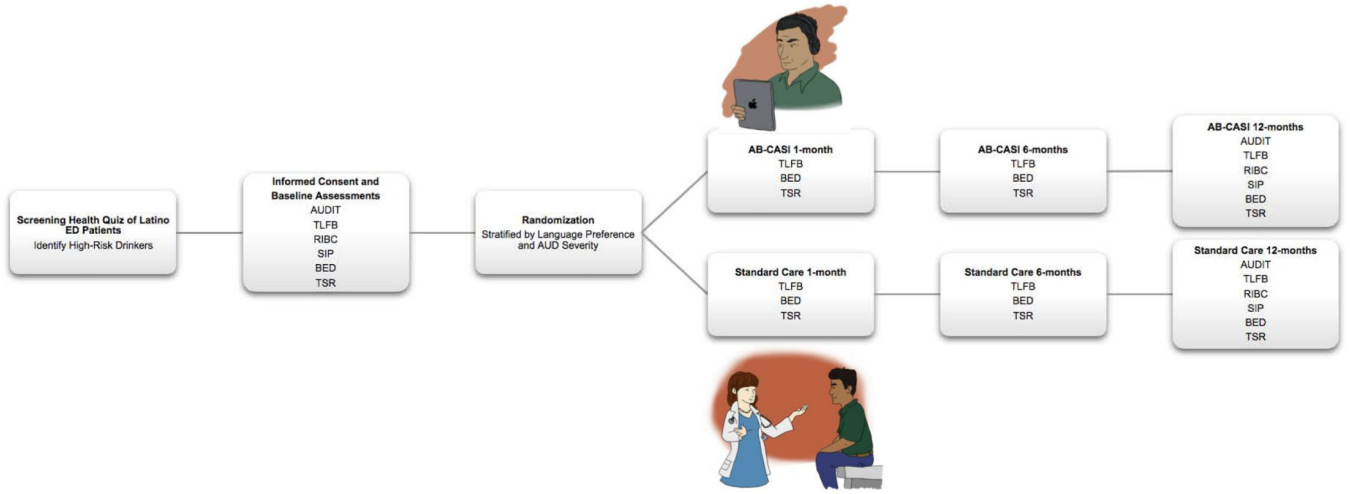 Screening Health Quiz of Latino
ED Patients
Identify High-Risk Drinkers
Informed Consent and
Baseline Assessments
AUDIT
TLFB
RIBC
SIP
BED
TSR
Randomization
Stratified by Language Preference
and AUD Severity
AB-CASI 1-month
TLFB
BED
TSR
AB-CASI 6-months
TLFB
BED
TSR
AB-CASI 12-months
AUDIT
TLFB
RIBC
SIP
BED
TSR
Standard Care 1-month
TLFB
BED
TSR
Standard Care 6-months
TLFB
BED
TSR
Standard Care 12-months
AUDIT
TLFB
RIBC
SIP
BED
TSR